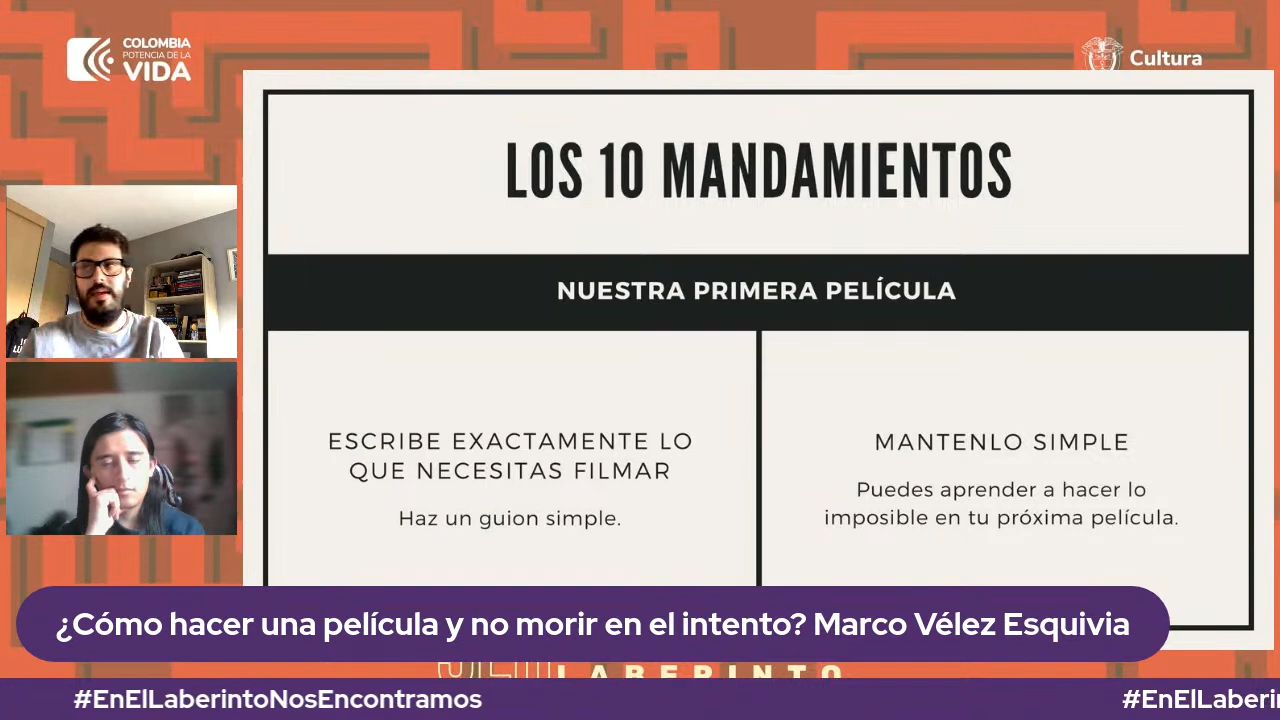 COLOMBIA
POTENCIA DE LA
VIDA
Cultura
LOS 10 MANDAMIENTOS
NUESTRA PRIMERA PELÍCULA
ESCRIBE EXACTAMENTE LO
QUE NECESITAS FILMAR
Haz un guion simple.
MANTENLO SIMPLE
Puedes aprender a hacer lo
imposible en tu próxima película.
¿Cómo hacer una película y no morir en el intento? Marco Vélez Esquivia
LABERINTO
#EnElLaberintoNosEncontramos
#EnElLaberin